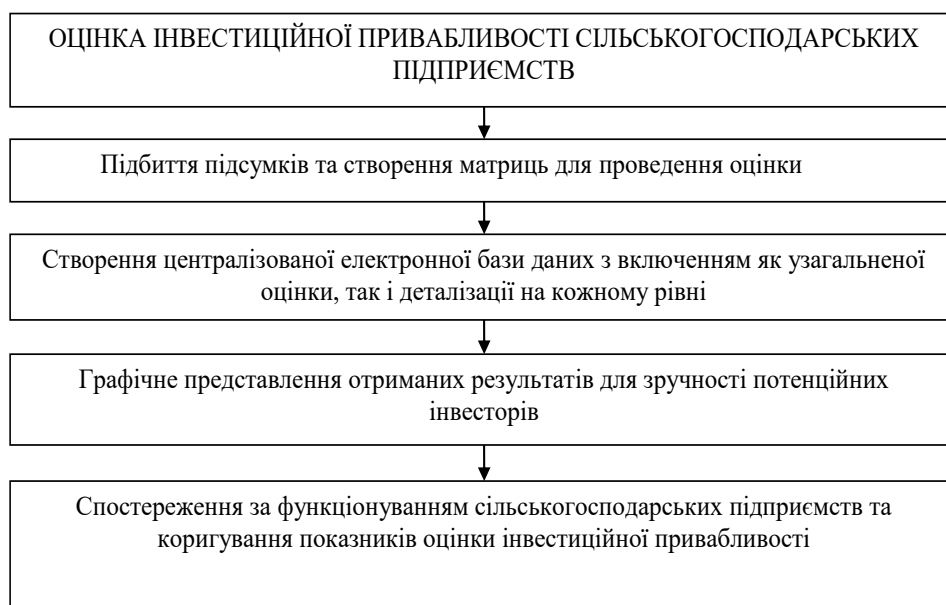 ОЦІНКА ІНВЕСТИЦІЙНОЇ ПРИВАБЛИВОСТІ СІЛЬСЬКОГОСПОДАРСЬКИХ
ПІДПРИЄМСТВ
Підбиття підсумків та створення матриць для проведення оцінки
Створення централізованої електронної бази даних з включенням як узагальненої
оцінки, так і деталізації на кожному рівні
Графічне представлення отриманих результатів для зручності потенційних
інвесторів
Спостереження за функціонуванням сільськогосподарських підприємств та
коригування показників оцінки інвестиційної привабливості